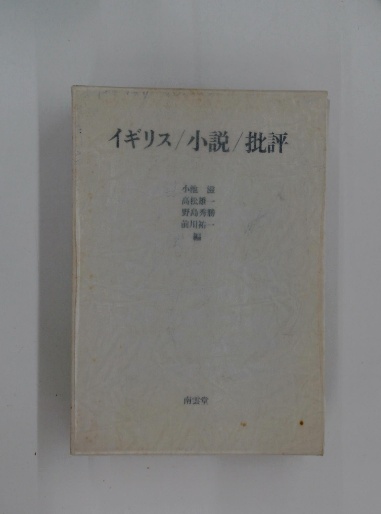 イギリス/小説/批評
小池滋
高松雄一
野島秀勝
前川祐一
編
南雲堂